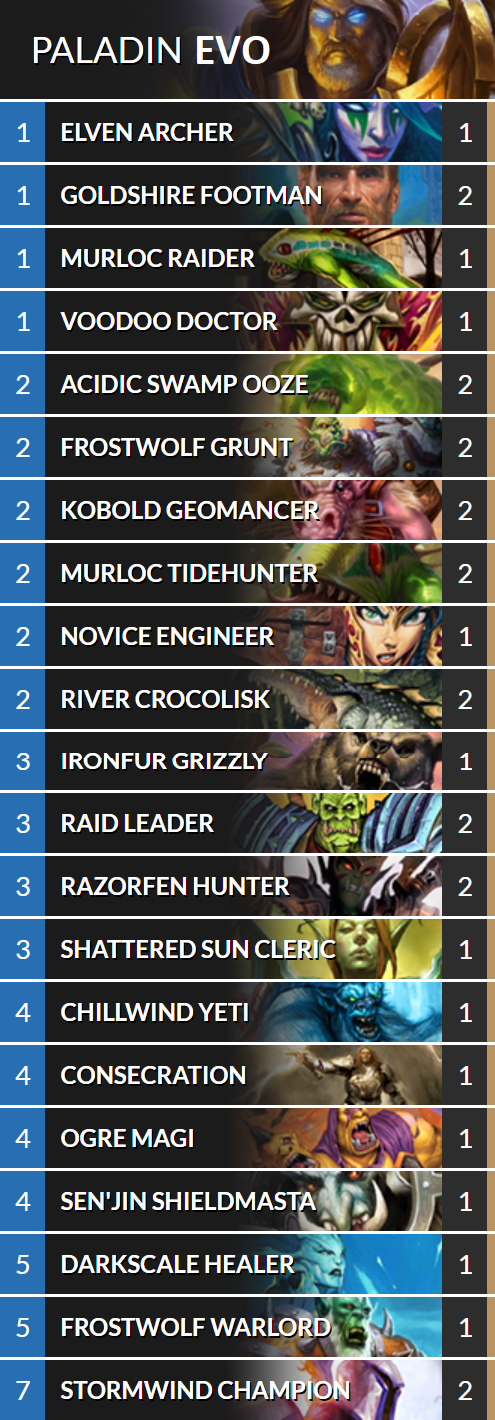 PALADIN EVO
1 ELVEN ARCHER 1
1 GOLDSHIRE FOOTMAN 2
1 MURLOC RAIDER 1
1 VOODOO DOCTOR 1
2 ACIDIC SWAMP OOZE 2
2 FROSTWOLF GRUNT 2
2 KOBOLD GEOMANCER 2
2 MURLOC TIDEHUNTER 2
2 NOVICE ENGINEER 1
2 RIVER CROCOLISK 2
3 IRONFUR GRIZZLY 1
3 RAID LEADER 2
3 RAZORFEN HUNTER 2
3 SHATTERED SUN CLERIC 1
4 CHILLWIND YETI 1
4 CONSECRATION 1
4 OGRE MAGI 1
4 SEN'JIN SHIELDMASTA 1
5 DARKSCALE HEALER 1
5 FROSTWOLF WARLORD 1
7 STORMWIND CHAMPION 2